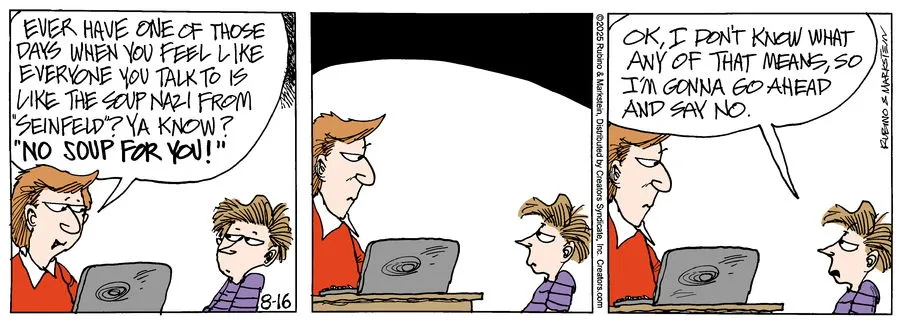 EVER HAVE ONE OF THOSE
DAYS WHEN YOU FEEL LIKE
EVERYONE YOU TALK TO IS
LIKE THE SOUP NAZI FROM
"SEINFELD"? YA KNOW?
"NO SOUP FOR YOU!"
8-16
©2025 Rubino & Markstein, Distributed by Creators Syndicate, Inc. Creators.com
OK, I DON'T KNOW WHAT
ANY OF THAT MEANS, SO
I'M GONNA GO AHEAD
AND SAY NO.
RUBINO & MARKSTEIN